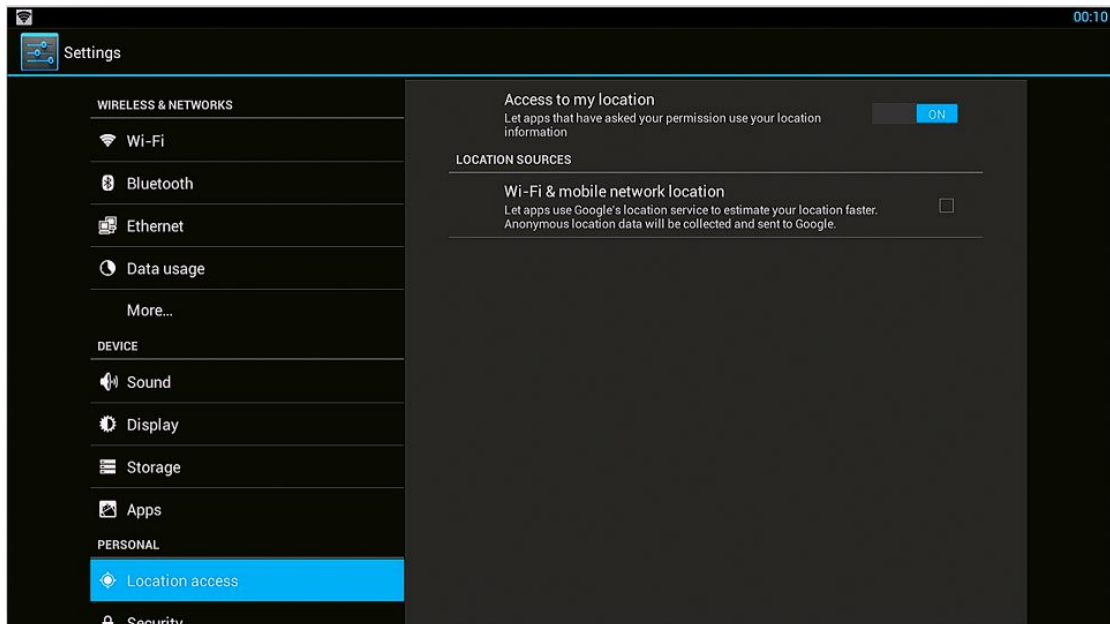 00:10
Settings
WIRELESS & NETWORKS
Wi-Fi
Bluetooth
Ethernet
Data usage
More...
DEVICE
Sound
Display
Storage
Apps
PERSONAL
Location access
Security
Access to my location
Let apps that have asked your permission use your location
information
ON
LOCATION SOURCES
Wi-Fi & mobile network location
Let apps use Google's location service to estimate your location faster.
Anonymous location data will be collected and sent to Google.